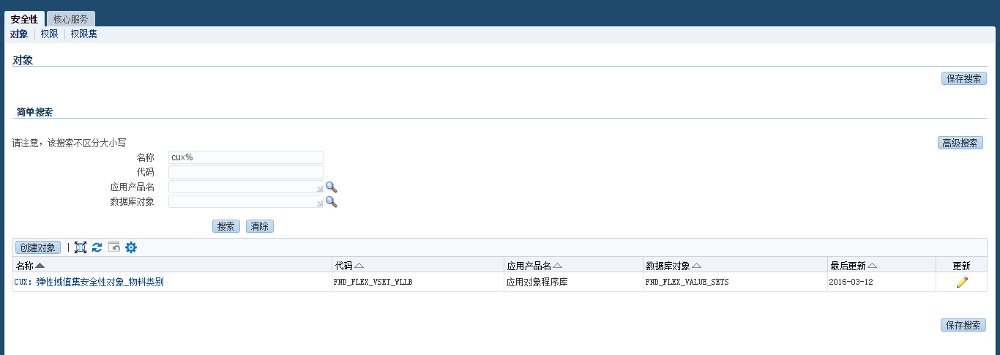 安全性 核心服务
对象 权限 权限集
对象
保存搜索
简单搜索
请注意，该搜索不区分大小写
高级搜索
名称 cux%
代码
应用产品名
数据库对象
搜索 清除
创建对象
名称 代码 应用产品名 数据库对象 最后更新 更新
CUX: 弹性域值集安全性对象_物料类别 FND_FLEX_VSET_WLLB 应用对象程序库 FND_FLEX_VALUE_SETS 2016-03-12
保存搜索